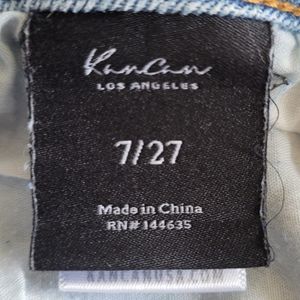 KanCan
LOS ANGELES
7/27
Made in China
RN# 144635
KANCANUSA.COM